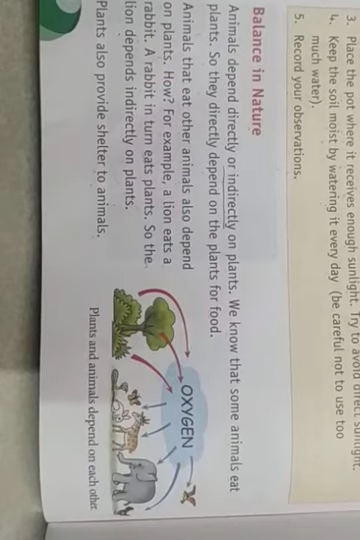 3. Place the pot where it receives enough sunlight. Try to avoid direct sunlight.
4. Keep the soil moist by watering it every day (be careful not to use too
much water).
5. Record your observations.
Balance in Nature
Animals depend directly or indirectly on plants. We know that some animals eat
plants. So they directly depend on the plants for food.
Animals that eat other animals also depend
on plants. How? For example, a lion eats a
rabbit. A rabbit in turn eats plants. So the
lion depends indirectly on plants.
Plants also provide shelter to animals.
OXYGEN
Plants and animals depend on each other.